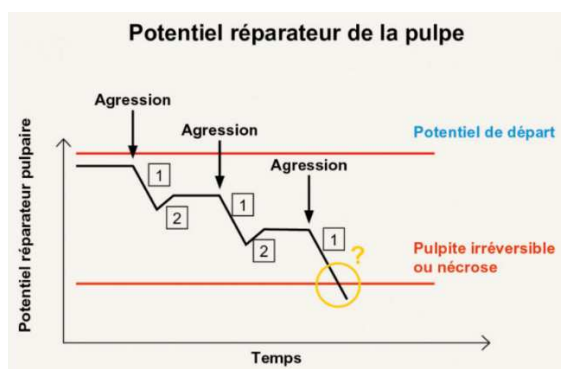 Potentiel réparateur de la pulpe
Agression
Agression
Agression
Potentiel de départ
Potentiel réparateur pulpaire
1
2
1
2
1
?
Pulpite irréversible
ou nécrose
Temps